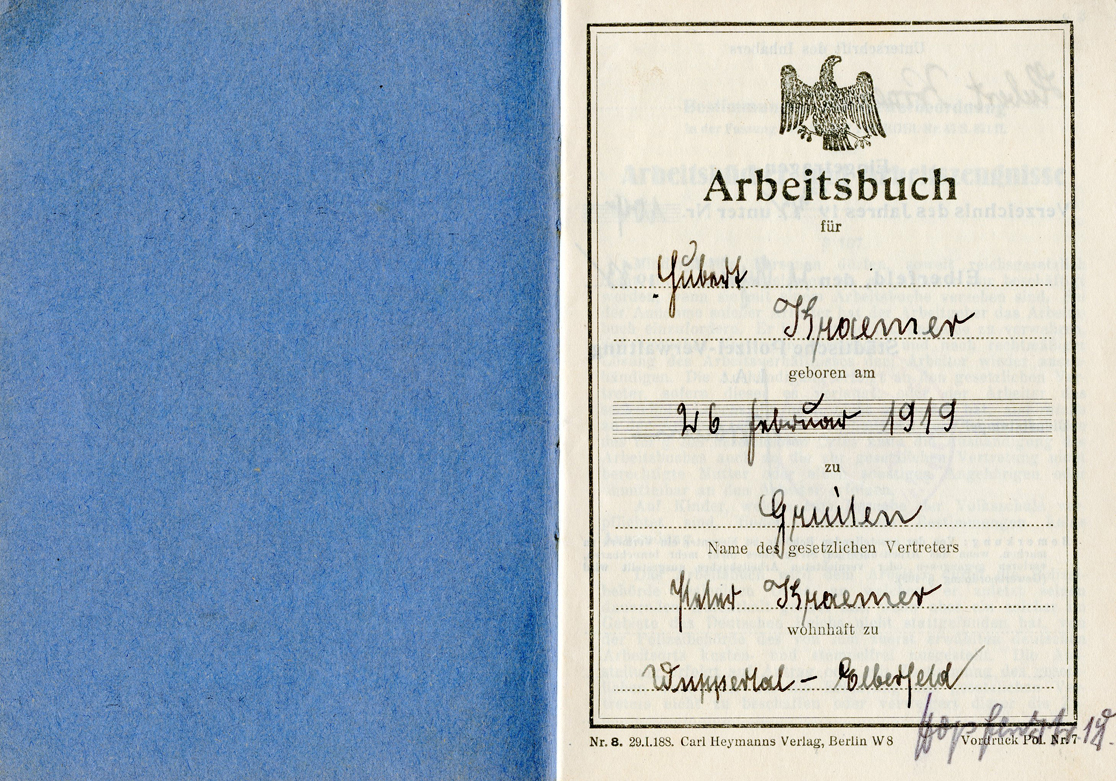 Arbeitsbuch
für
Hubert
Kraemer
geboren am
26 Februar 1919
zu
Gruiten
Name des gesetzlichen Vertreters
Peter Kraemer
wohnhaft zu
Wuppertal - Elberfeld
Nr. 8. 29.I.188. Carl Heymanns Verlag, Berlin W 8
Vordruck Pol. Nr. 7